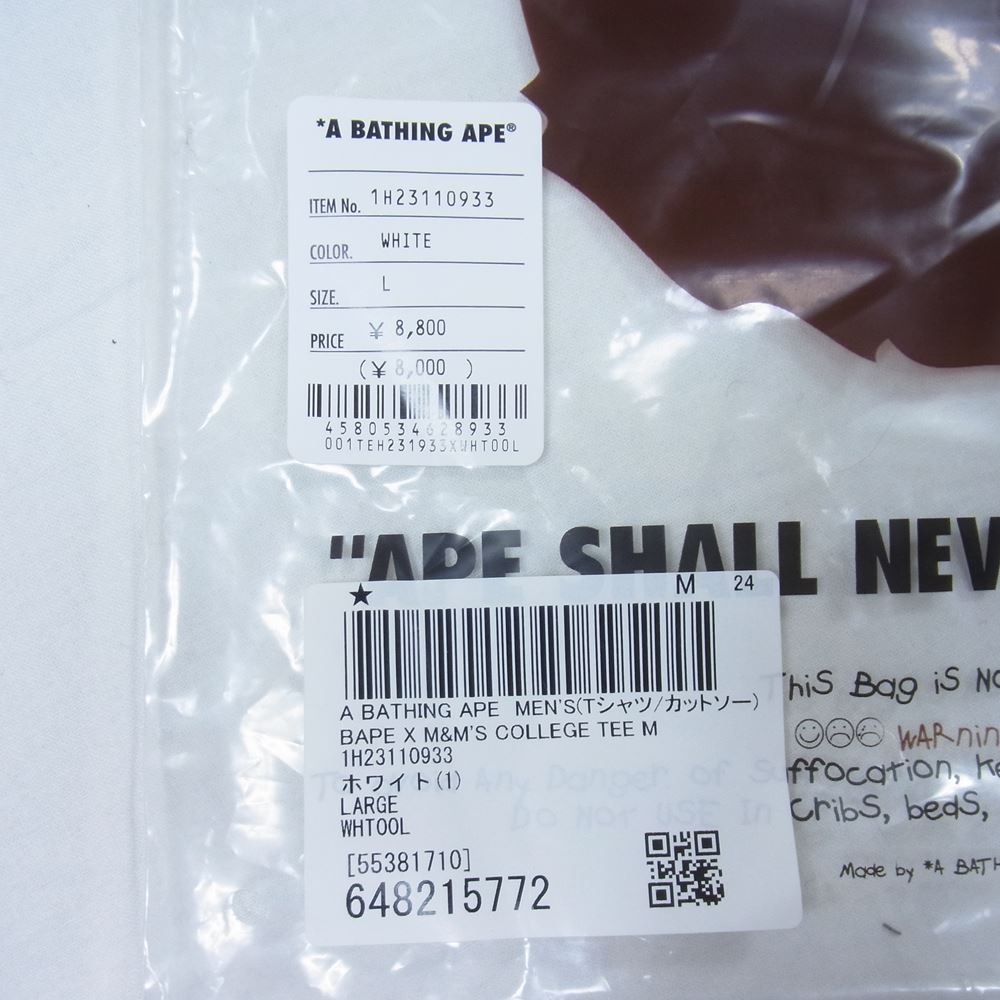 *A BATHING APE®
ITEM No. 1H23110933
COLOR. WHITE
SIZE. L
PRICE ￥ 8,800
(￥ 8,000 )
4580534628933
001TEH231933XWHT00L
"APE SHALL NEV
★ M 24
A BATHING APE MEN'S(Tシャツ/カットソー)
BAPE X M&M'S COLLEGE TEE M
1H23110933
ホワイト(1)
LARGE
WHT00L
[55381710]
648215772
This Bag iS No
WARnin
To Any Danger of Suffocation, Ke
Do Not USE In Cribs, beds,
Made by *A BATH